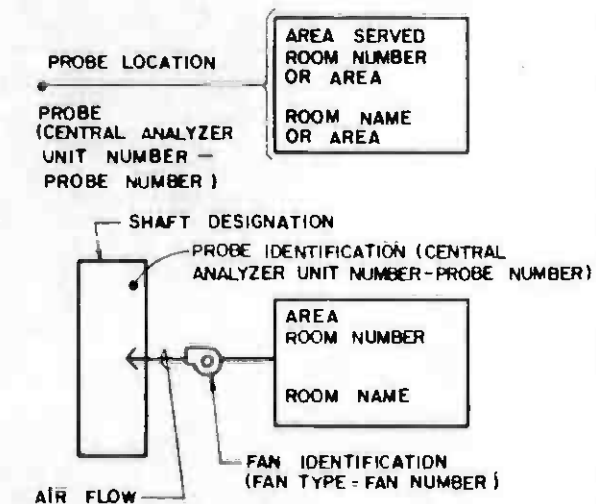 PROBE LOCATION
AREA SERVED
ROOM NUMBER
OR AREA
ROOM NAME
OR AREA
PROBE
(CENTRAL ANALYZER
UNIT NUMBER –
PROBE NUMBER)
SHAFT DESIGNATION
PROBE IDENTIFICATION (CENTRAL
ANALYZER UNIT NUMBER-PROBE NUMBER)
AREA
ROOM NUMBER
ROOM NAME
FAN IDENTIFICATION
(FAN TYPE - FAN NUMBER)
AIR FLOW